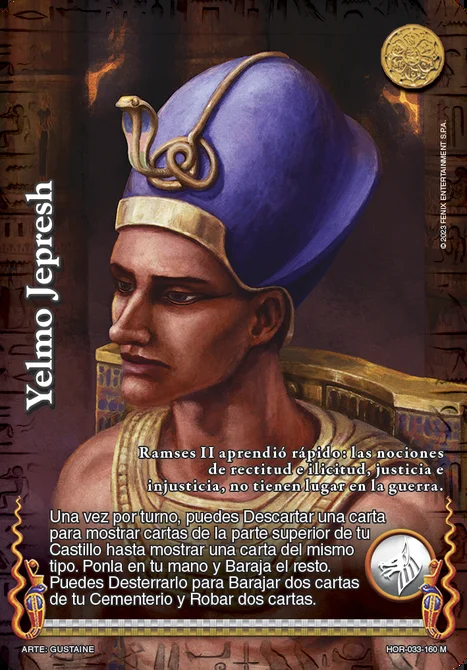 © 2023 FENIX ENTERTAINMENT S.P.A.
Yelmo Jepresh
Ramses II aprendió rápido: las nociones
de rectitud e ilicitud, justicia e
injusticia, no tienen lugar en la guerra.
Una vez por turno, puedes Descartar una carta
para mostrar cartas de la parte superior de tu
Castillo hasta mostrar una carta del mismo
tipo. Ponla en tu mano y Baraja el resto.
Puedes Desterrarlo para Barajar dos cartas
de tu Cementerio y Robar dos cartas.
ARTE: GUSTAINE
HOR-033-160 M